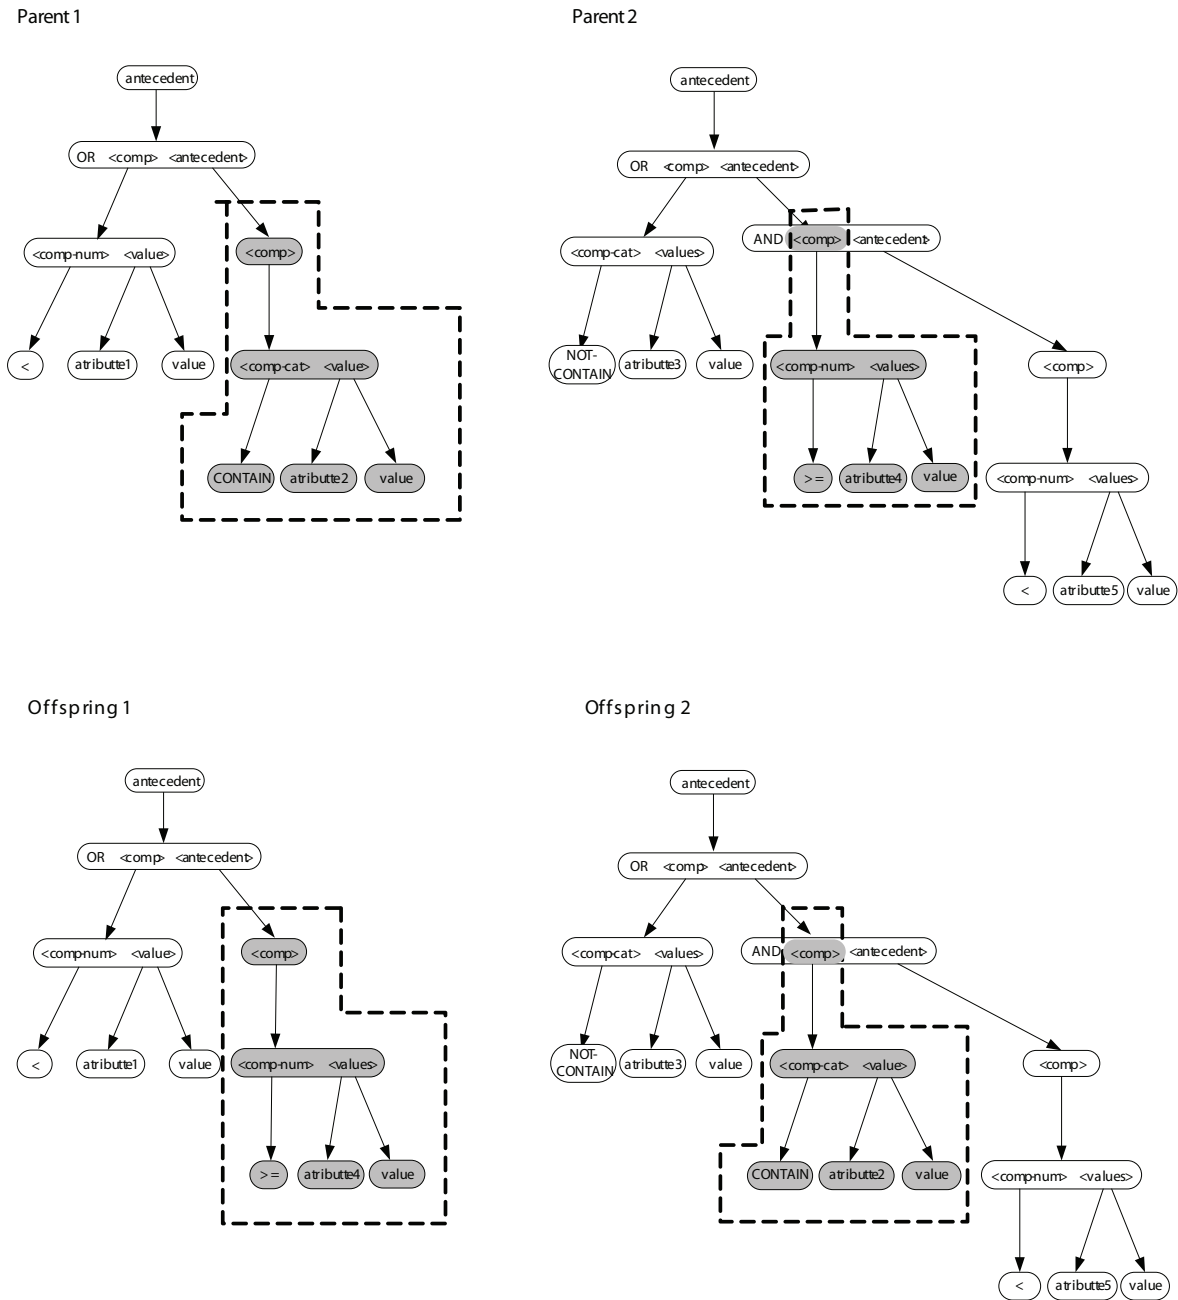 Parent 1
Parent 2
antecedent
antecedent
OR <comp> <antecedent>
OR <comp> <antecedent>
<comp-num> <value>
<comp>
<comp-cat> <values>
AND <comp> <antecedent>
<
atributte1
value
<comp-cat> <value>
NOT-
CONTAIN
atributte3
value
<comp-num> <values>
<comp>
CONTAIN
atributte2
value
>=
atributte4
value
<comp-num> <values>
<
atributte5
value
Offspring 1
Offspring 2
antecedent
antecedent
OR <comp> <antecedent>
OR <comp> <antecedent>
<comp-num> <value>
<comp>
<comp-cat> <values>
AND <comp> <antecedent>
<
atributte1
value
<comp-num> <values>
NOT-
CONTAIN
atributte3
value
<comp-cat> <value>
<comp>
>=
atributte4
value
CONTAIN
atributte2
value
<comp-num> <values>
<
atributte5
value